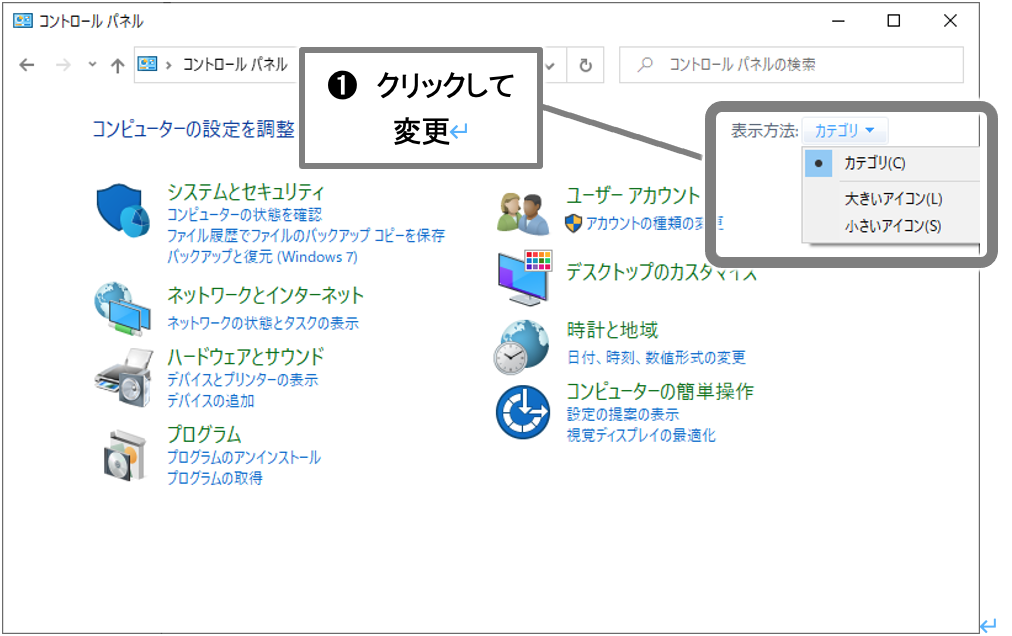 コントロール パネル
コントロール パネル
コントロール パネルの検索
❶ クリックして
変更↵
コンピューターの設定を調整
表示方法: カテゴリ
カテゴリ(C)
大きいアイコン(L)
小さいアイコン(S)
システムとセキュリティ
コンピューターの状態を確認
ファイル履歴でファイルのバックアップ コピーを保存
バックアップと復元 (Windows 7)
ネットワークとインターネット
ネットワークの状態とタスクの表示
ハードウェアとサウンド
デバイスとプリンターの表示
デバイスの追加
プログラム
プログラムのアンインストール
プログラムの取得
ユーザー アカウント
アカウントの種類の変更
デスクトップのカスタマイズ
時計と地域
日付、時刻、数値形式の変更
コンピューターの簡単操作
設定の提案の表示
視覚ディスプレイの最適化
↵